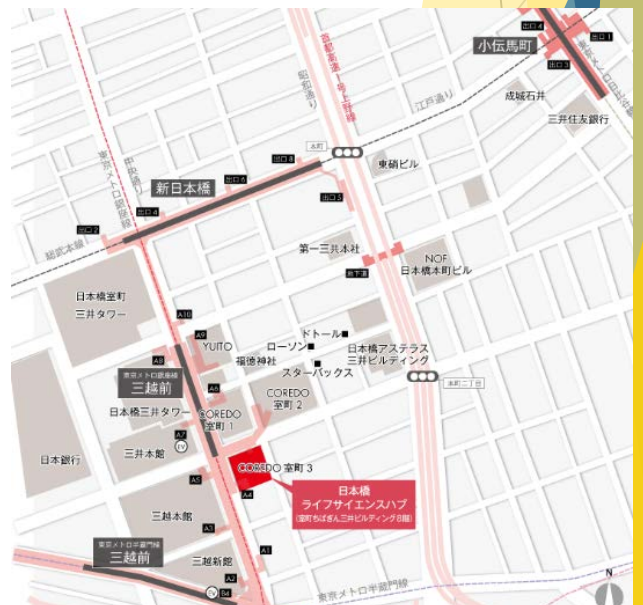 出口 4
出口 1
小伝馬町
出口 3
東京メトロ日比谷線
成城石井
三井住友銀行
江戸通り
首都高速1号上野線
昭和通り
本町
東硝ビル
出口 8
出口 6
出口 5
新日本橋
出口 4
出口 2
中央通り
東京メトロ銀座線
総武本線
第一三共本社
地下道
NOF
日本橋本町ビル
日本橋室町
三井タワー
A10
A9
YUITO
A8
福徳神社
ドトール
ローソン
スターバックス
日本橋アステラス
三井ビルディング
本町二丁目
東京メトロ銀座線
三越前
A6
COREDO
室町 2
日本橋三井タワー
COREDO
室町 1
A7
EV
三井本館
日本銀行
COREDO 室町 3
A5
A4
日本橋
ライフサイエンスハブ
(室町ちばぎん三井ビルディング8階)
三越本館
A3
A1
東京メトロ半蔵門線
三越前
三越新館
A2
EV
B4
東京メトロ半蔵門線
N